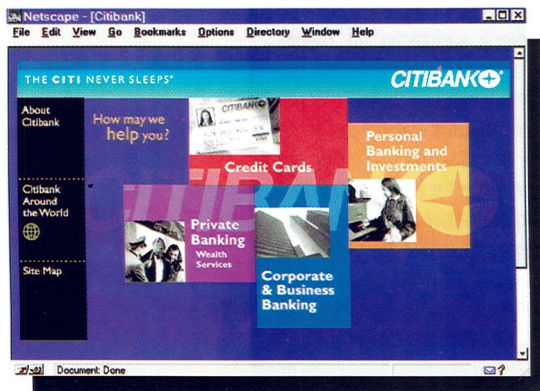 Netscape - [Citibank]
File Edit View Go Bookmarks Options Directory Window Help
THE CITI NEVER SLEEPS®
CITIBANK®
About
Citibank
How may we
help you?
CITIBANK
Credit Cards
Personal
Banking and
Investments
Citibank
Around
the World
CITIBANK
Private
Banking
Wealth
Services
Site Map
Corporate
& Business
Banking
Document: Done